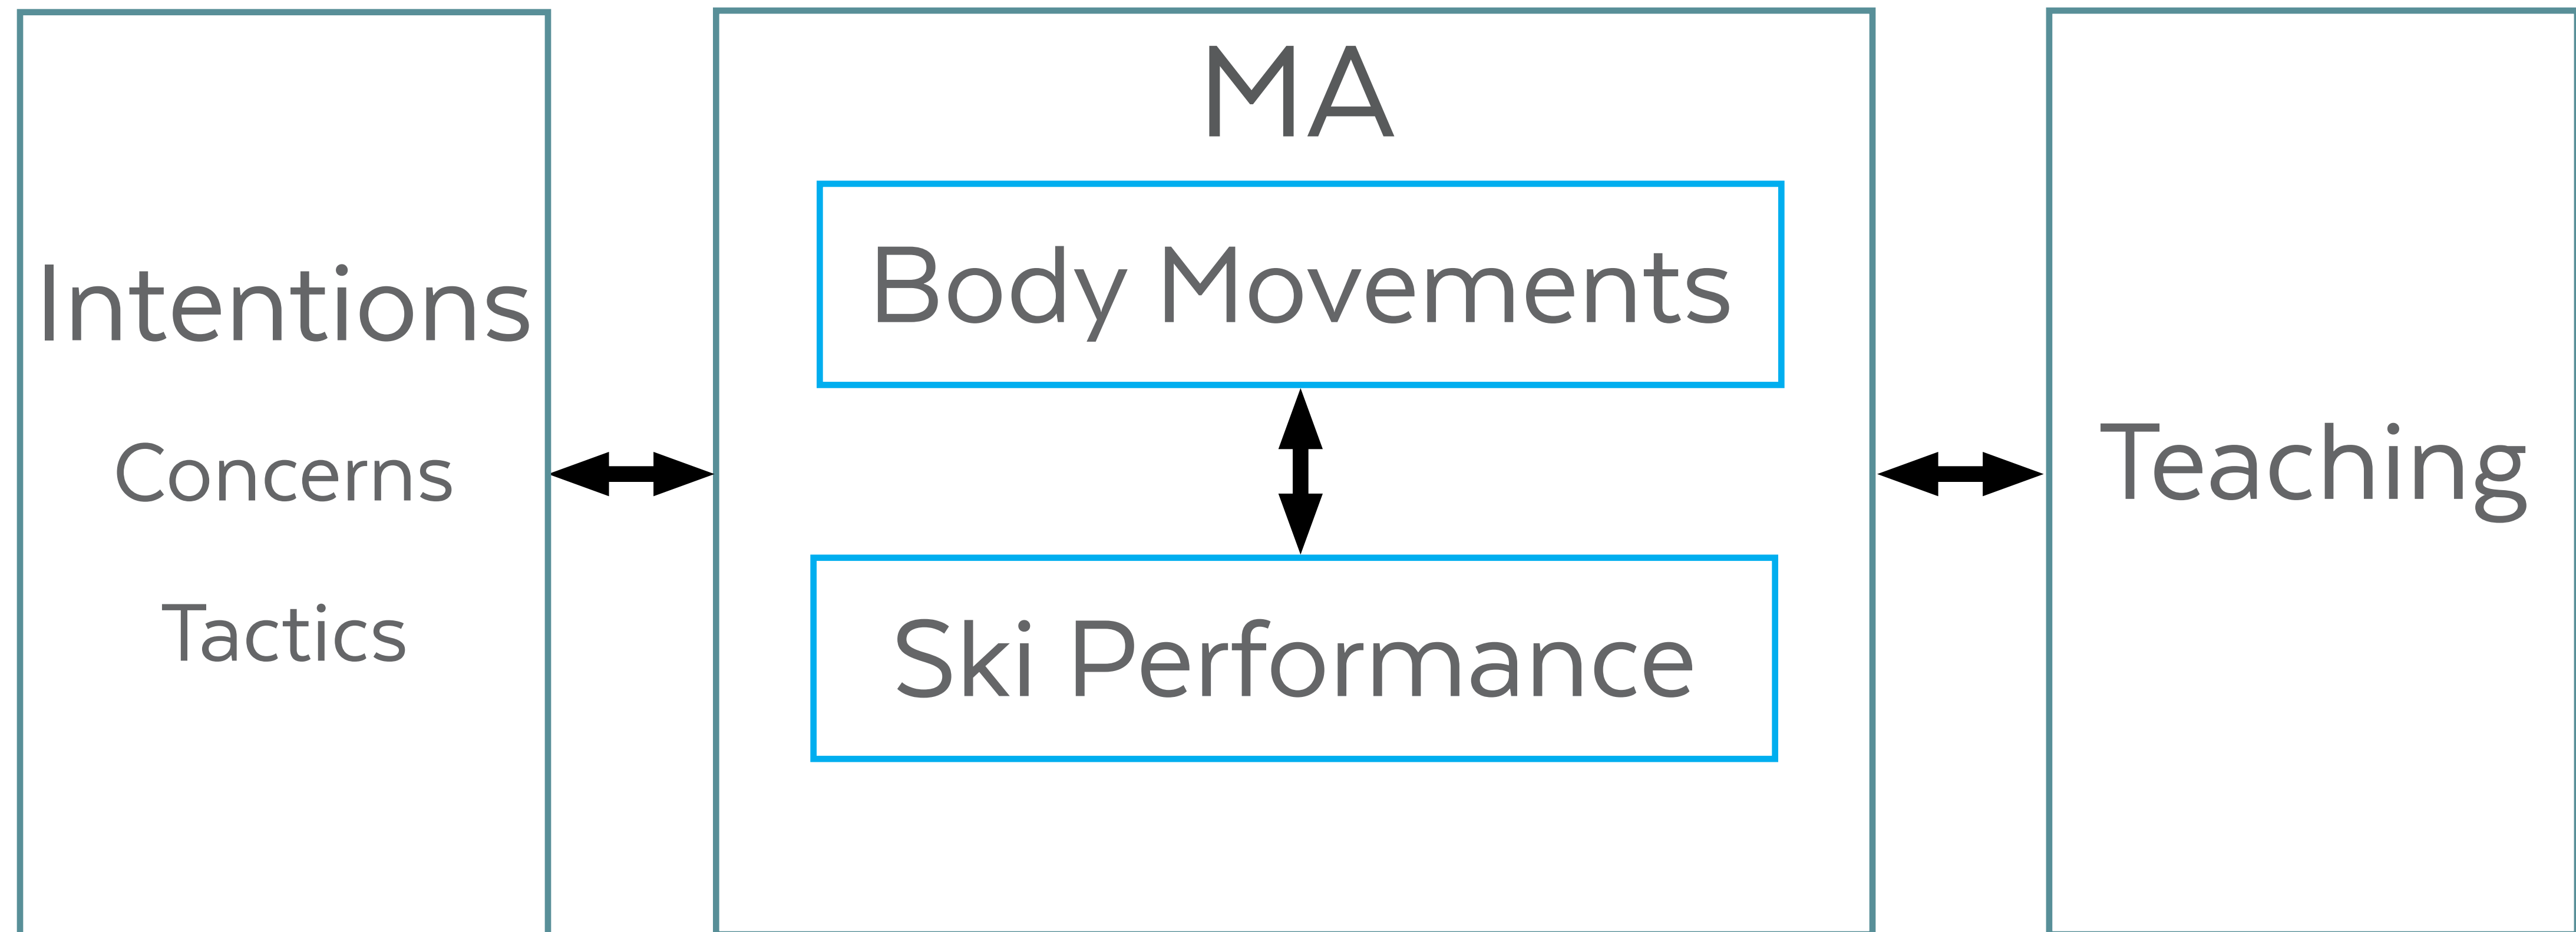 Intentions
Concerns
Tactics
MA
Body Movements
Ski Performance
Teaching